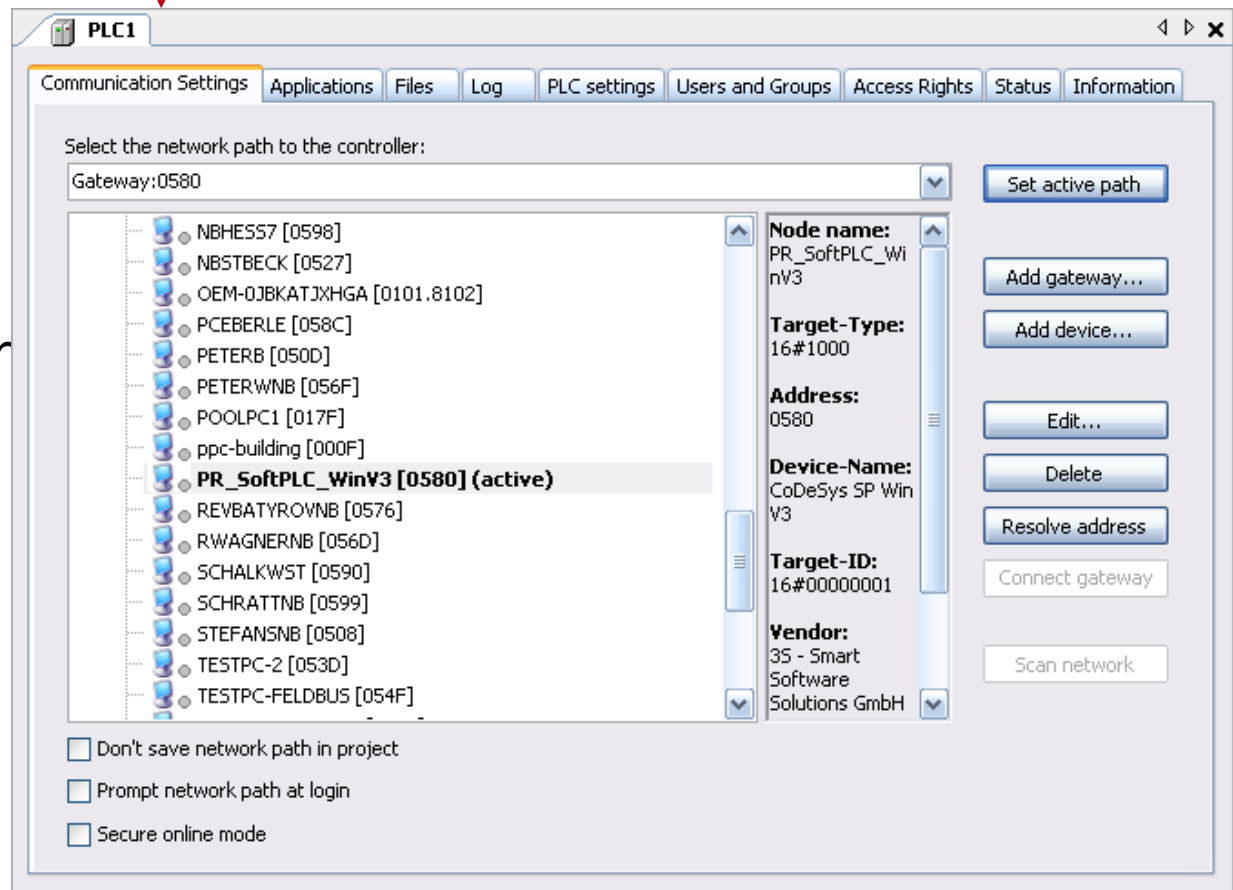 PLC1
Communication Settings Applications Files Log PLC settings Users and Groups Access Rights Status Information
Select the network path to the controller:
Gateway:0580
Set active path
NBHESS7 [0598]
NBSTBECK [0527]
OEM-0JBKATJXHGA [0101.8102]
PCEBERLE [058C]
PETERB [050D]
PETERWNB [056F]
POOLPC1 [017F]
ppc-building [000F]
PR_SoftPLC_WinV3 [0580] (active)
REVBATYROVNB [0576]
RWAGNERNB [056D]
SCHALKWST [0590]
SCHRATTNB [0599]
STEFANSNB [0508]
TESTPC-2 [053D]
TESTPC-FELDBUS [054F]
Node name:
PR_SoftPLC_Wi
nV3
Target-Type:
16#1000
Address:
0580
Device-Name:
CoDeSys SP Win
V3
Target-ID:
16#00000001
Vendor:
3S - Smart
Software
Solutions GmbH
Add gateway...
Add device...
Edit...
Delete
Resolve address
Connect gateway
Scan network
Don't save network path in project
Prompt network path at login
Secure online mode